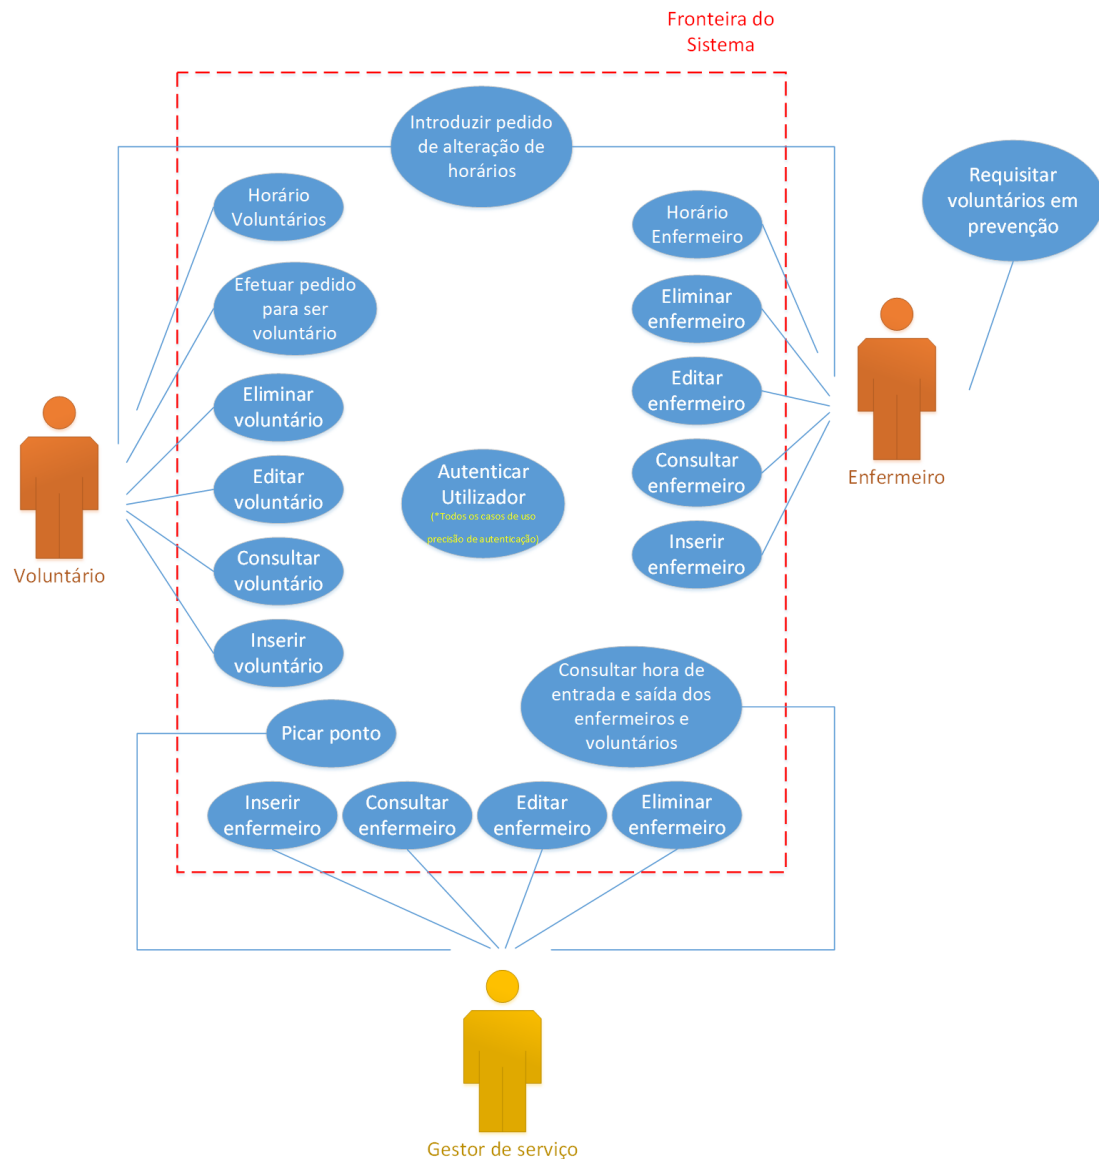 Fronteira do
Sistema
Introduzir pedido
de alteração de
horários
Requisitar
voluntários em
prevenção
Horário
Voluntários
Horário
Enfermeiro
Efetuar pedido
para ser
voluntário
Eliminar
enfermeiro
Eliminar
voluntário
Editar
enfermeiro
Editar
voluntário
Autenticar
Utilizador
(*Todos os casos de uso
precisão de autenticação)
Consultar
enfermeiro
Enfermeiro
Consultar
voluntário
Inserir
enfermeiro
Voluntário
Inserir
voluntário
Consultar hora de
entrada e saída dos
enfermeiros e
voluntários
Picar ponto
Inserir
enfermeiro
Consultar
enfermeiro
Editar
enfermeiro
Eliminar
enfermeiro
Gestor de serviço